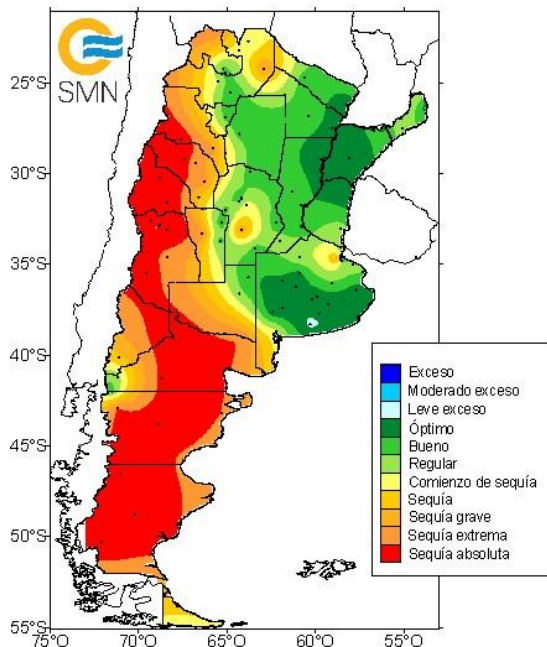 SMN
25°S
30°S
35°S
40°S
45°S
50°S
55°S
75°O
70°O
65°O
60°O
55°O
Exceso
Moderado exceso
Leve exceso
Óptimo
Bueno
Regular
Comienzo de sequía
Sequía
Sequía grave
Sequía extrema
Sequía absoluta